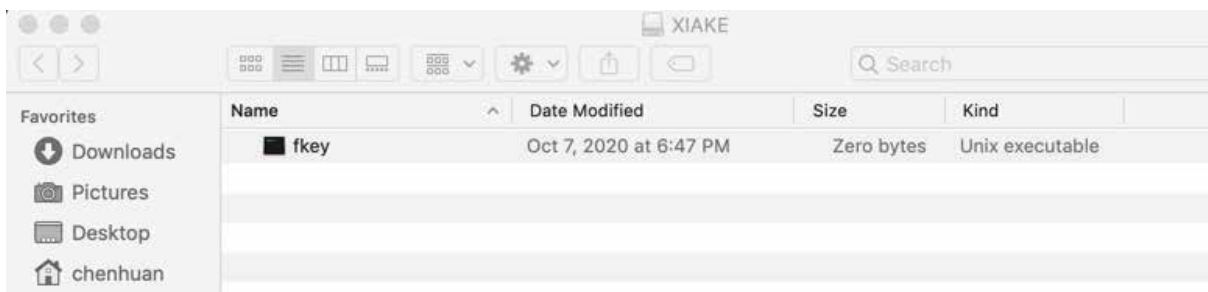 XIAKE
Search
Favorites
Downloads
Pictures
Desktop
chenhuan
Name Date Modified Size Kind
fkey Oct 7, 2020 at 6:47 PM Zero bytes Unix executable